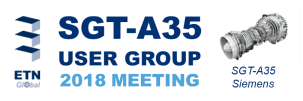 SGT-A35
USER GROUP
2018 MEETING
ETN
Global
SGT-A35
Siemens